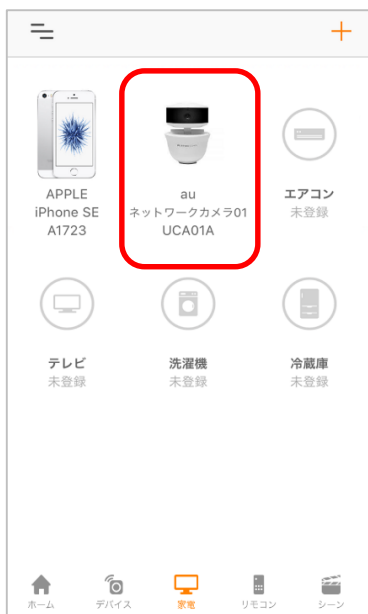 APPLE
iPhone SE
A1723
au
ネットワークカメラ01
UCA01A
エアコン
未登録
テレビ
未登録
洗濯機
未登録
冷蔵庫
未登録
ホーム
デバイス
家電
リモコン
シーン